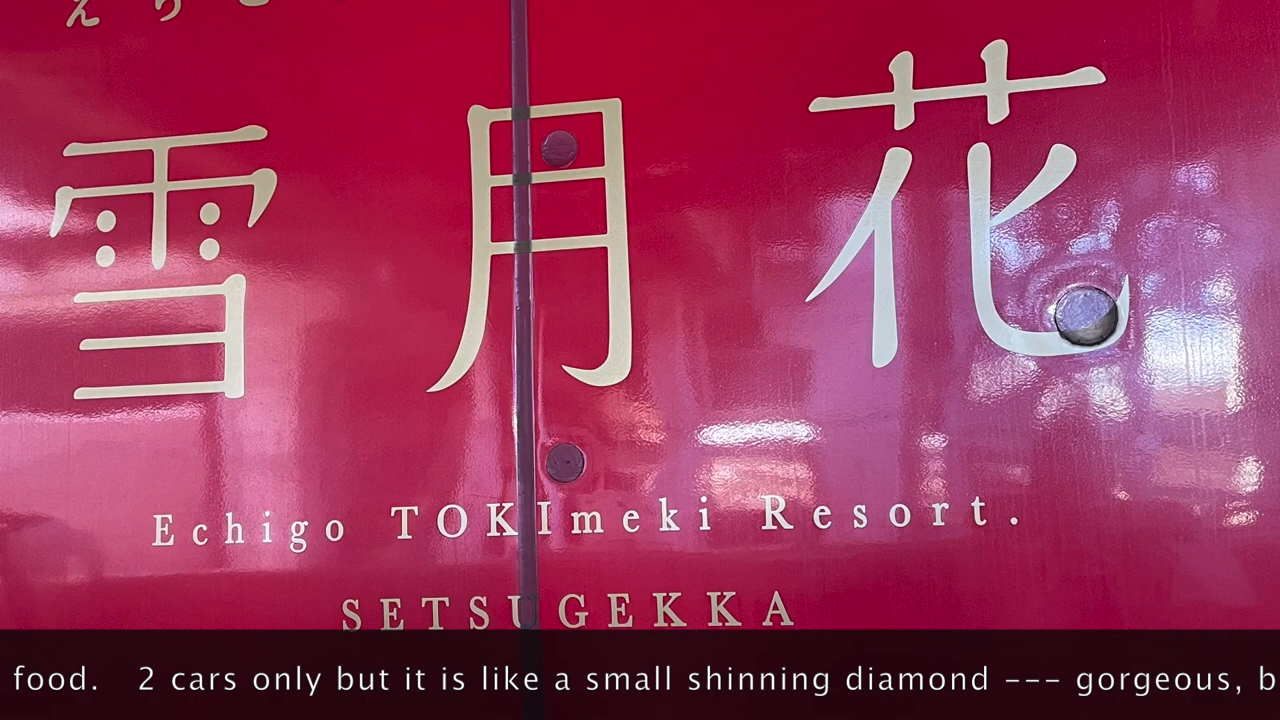 雪月花
Echigo TOKImeki Resort.
SETSUGEKKA
food. 2 cars only but it is like a small shinning diamond --- gorgeous,